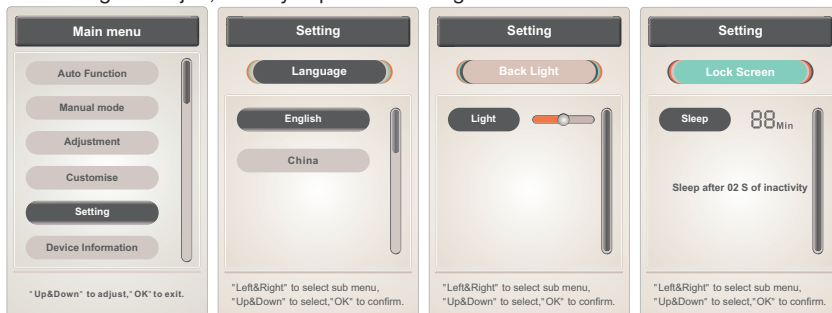 Main menu
Auto Function
Manual mode
Adjustment
Customise
Setting
Device Information
"Up&Down" to adjust,"OK"to exit.
Setting
Language
English
China
"Left&Right" to select sub menu,
"Up&Down" to select,"OK" to confirm.
Setting
Back Light
Light
"Left&Right" to select sub menu,
"Up&Down" to select,"OK" to confirm.
Setting
Lock Screen
Sleep
88Min
Sleep after 02 S of inactivity
"Left&Right" to select sub menu,
"Up&Down" to select,"OK" to confirm.